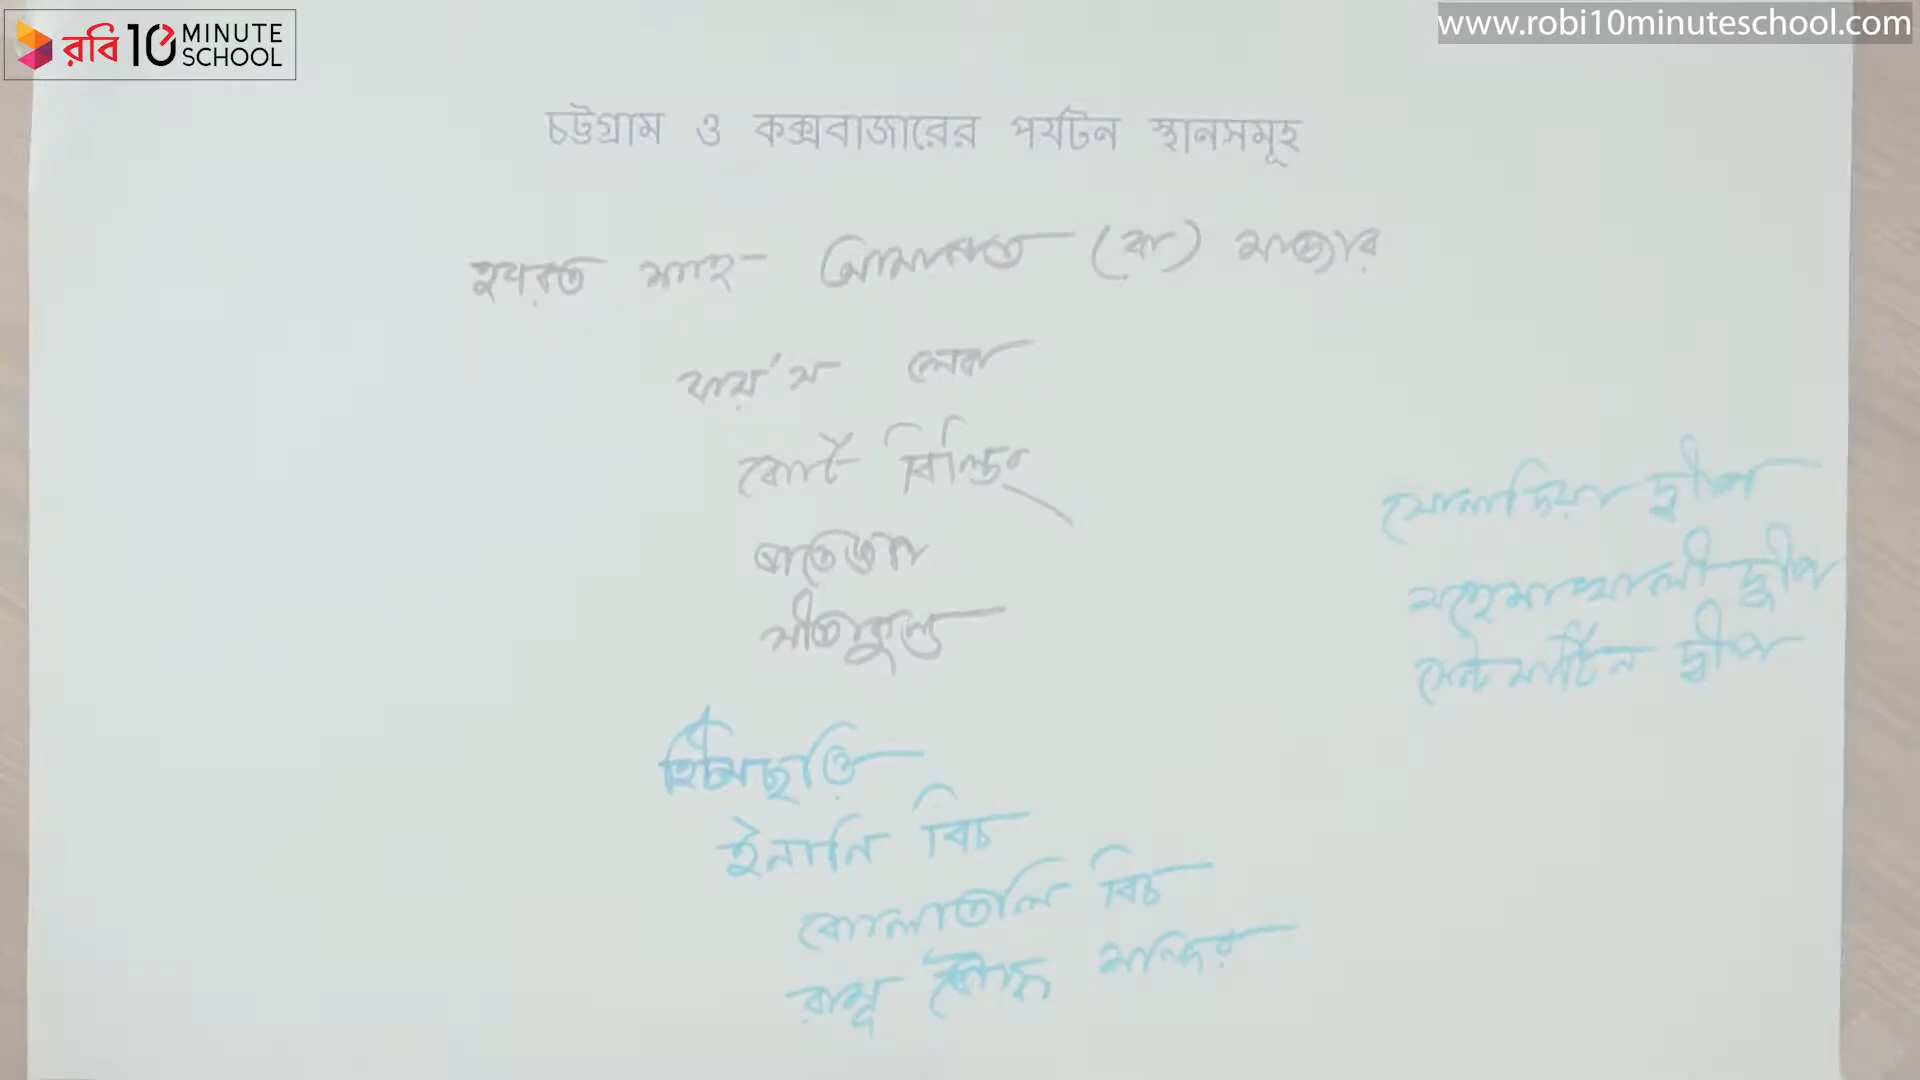 রবি 10 MINUTE SCHOOL
www.robi10minuteschool.com
চট্টগ্রাম ও কক্সবাজারের পর্যটন স্থানসমূহ
হযরত শাহ আমানত (রা) মাজার
ফয়'স লেক
কোর্ট বিল্ডিং
বাতেজা
সীতাকুন্ড
হিমছড়ি
ইনানি বিচ
কোলাতলি বিচ
রামু বৌদ্ধ মন্দির
সোনাদিয়া দ্বীপ
মহেশখালী দ্বীপ
সেন্টমার্টিন দ্বীপ